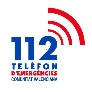 112
TELÈFON
D'EMERGÈNCIES
COMUNITAT VALENCIANA